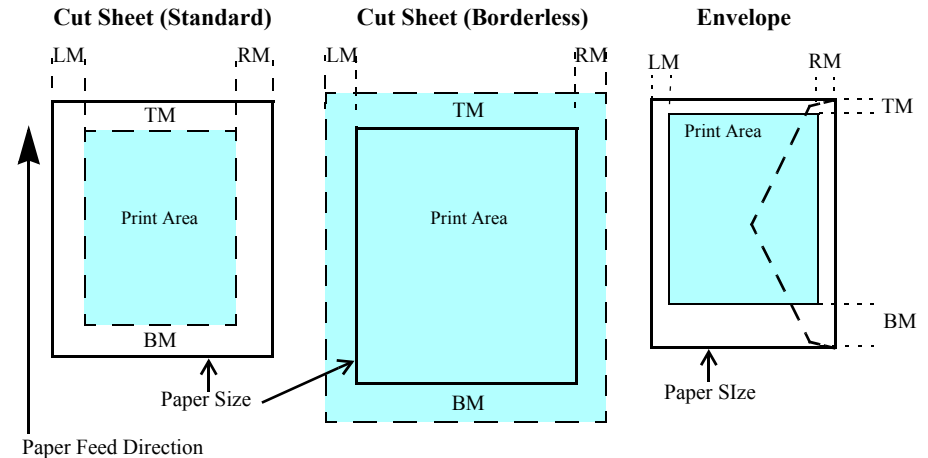 Cut Sheet (Standard)
Cut Sheet (Borderless)
Envelope
LM
RM
LM
RM
LM
RM
TM
TM
TM
Print Area
Print Area
Print Area
BM
BM
BM
Paper Size
Paper SIze
Paper Feed Direction